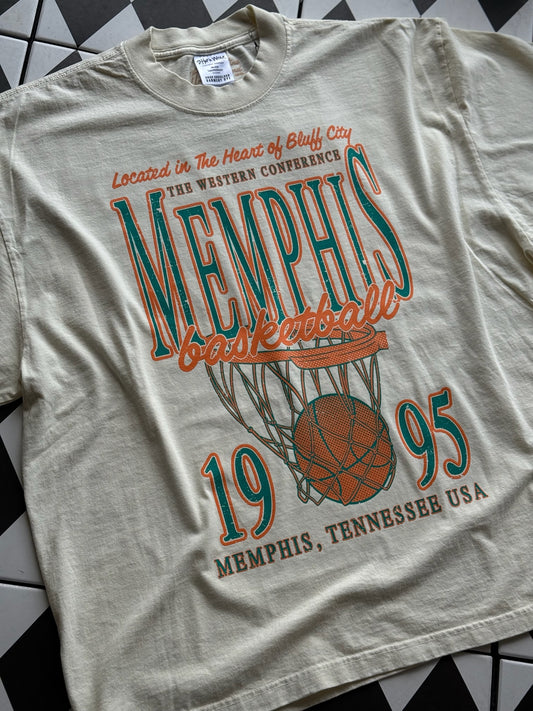 Located in The Heart of Bluff City
THE WESTERN CONFERENCE
MEMPHIS
basketball
19 95
MEMPHIS, TENNESSEE USA